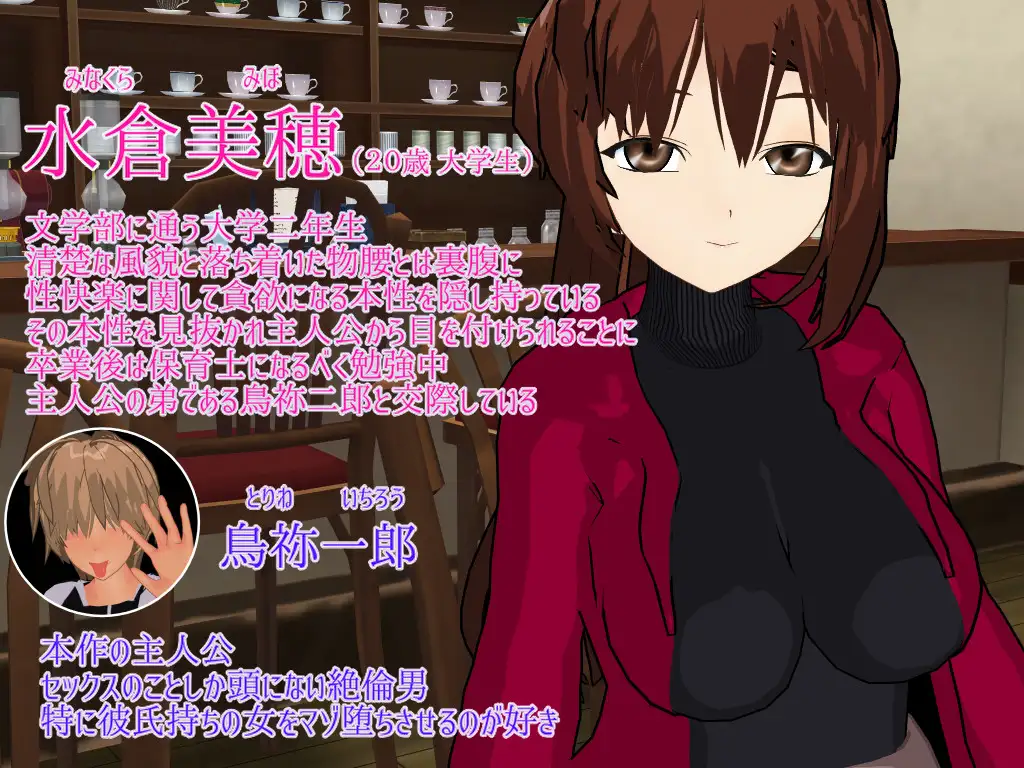 みなくら みほ
水倉美穂(20歳 大学生)
文学部に通う大学二年生
清楚な風貌と落ち着いた物腰とは裏腹に
性快楽に関して貪欲になる本性を隠し持っている
その本性を見抜かれ主人公から目を付けられることに
卒業後は保育士になるべく勉強中
主人公の弟である鳥祢二郎と交際している
とりね いちろう
鳥祢一郎
本作の主人公
セックスのことしか頭にない絶倫男
特に彼氏持ちの女をマゾ堕ちさせるのが好き